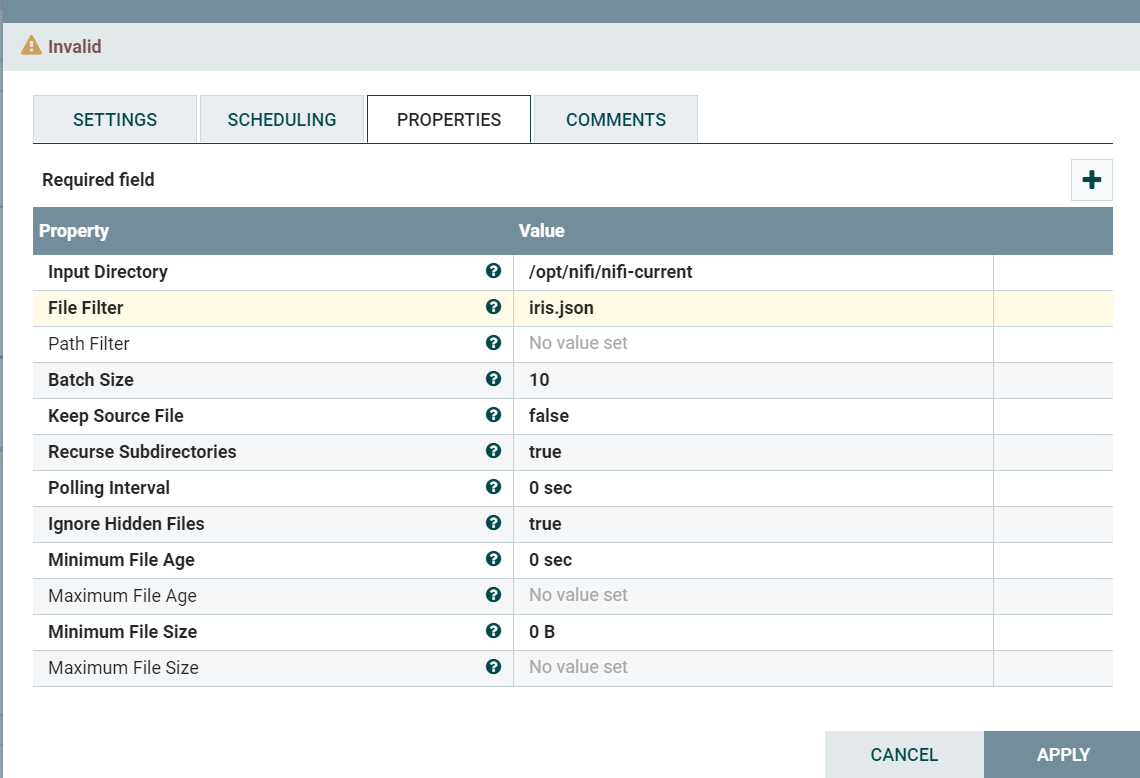 Invalid
SETTINGS SCHEDULING PROPERTIES COMMENTS
Required field
Property Value
Input Directory /opt/nifi/nifi-current
File Filter iris.json
Path Filter No value set
Batch Size 10
Keep Source File false
Recurse Subdirectories true
Polling Interval 0 sec
Ignore Hidden Files true
Minimum File Age 0 sec
Maximum File Age No value set
Minimum File Size 0 B
Maximum File Size No value set
CANCEL APPLY